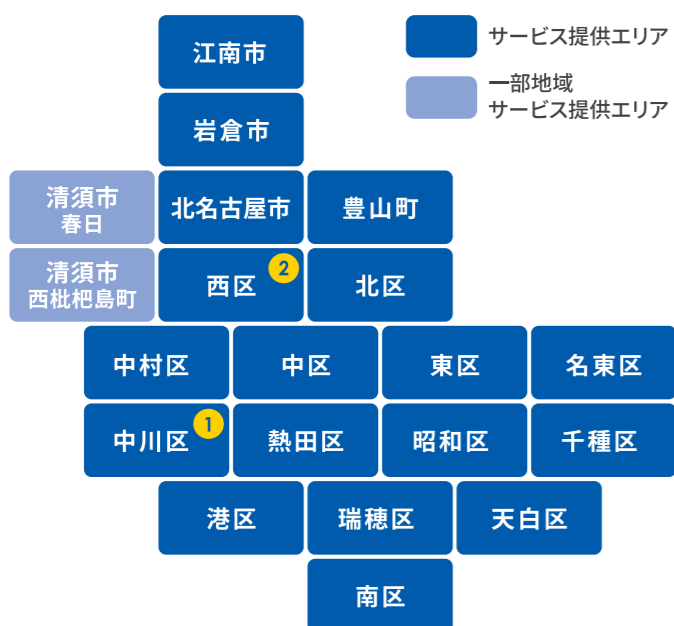 江南市
サービス提供エリア
一部地域
サービス提供エリア
岩倉市
清須市
春日
北名古屋市
豊山町
清須市
西枇杷島町
西区
2
北区
中村区
中区
東区
名東区
中川区
1
熱田区
昭和区
千種区
港区
瑞穂区
天白区
南区